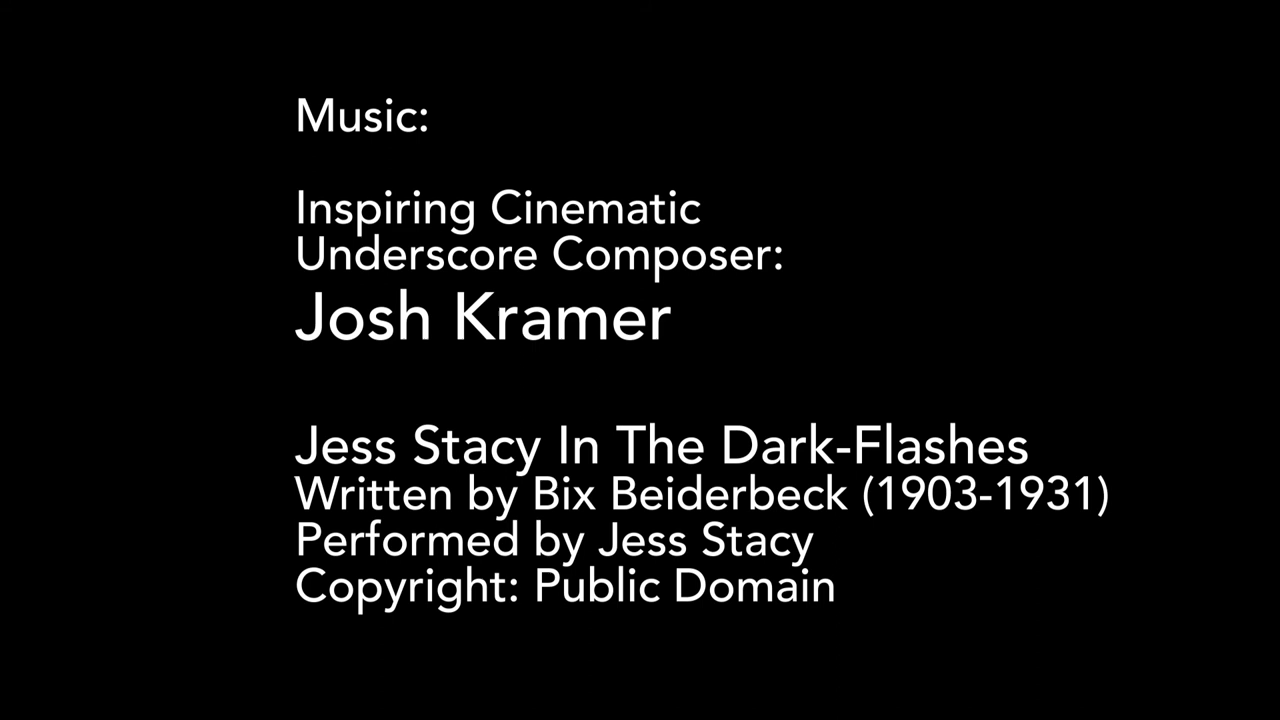 Music:
Inspiring Cinematic
Underscore Composer:
Josh Kramer
Jess Stacy In The Dark-Flashes
Written by Bix Beiderbeck (1903-1931)
Performed by Jess Stacy
Copyright: Public Domain